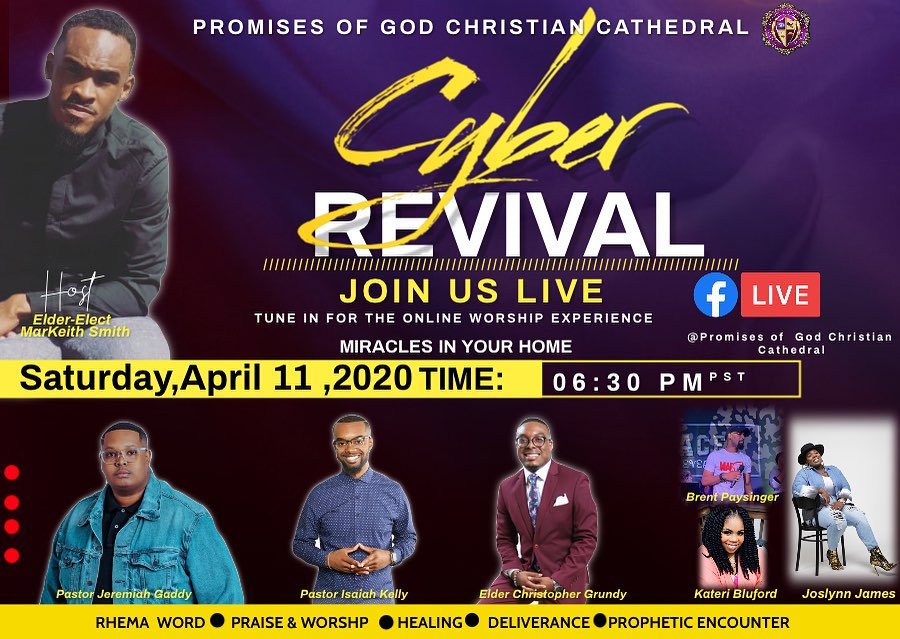 PROMISES OF GOD CHRISTIAN CATHEDRAL
Cyber
REVIVAL
JOIN US LIVE
TUNE IN FOR THE ONLINE WORSHIP EXPERIENCE
MIRACLES IN YOUR HOME
f LIVE
@Promises of God Christian
Cathedral
Host
Elder-Elect
MarKeith Smith
Saturday,April 11 ,2020 TIME: 06:30 PM PST
Brent Paysinger
Pastor Jeremiah Gaddy
Pastor Isaiah Kelly
Elder Christopher Grundy
Kateri Bluford
Joslynn James
RHEMA WORD ● PRAISE & WORSHP ● HEALING ● DELIVERANCE ● PROPHETIC ENCOUNTER